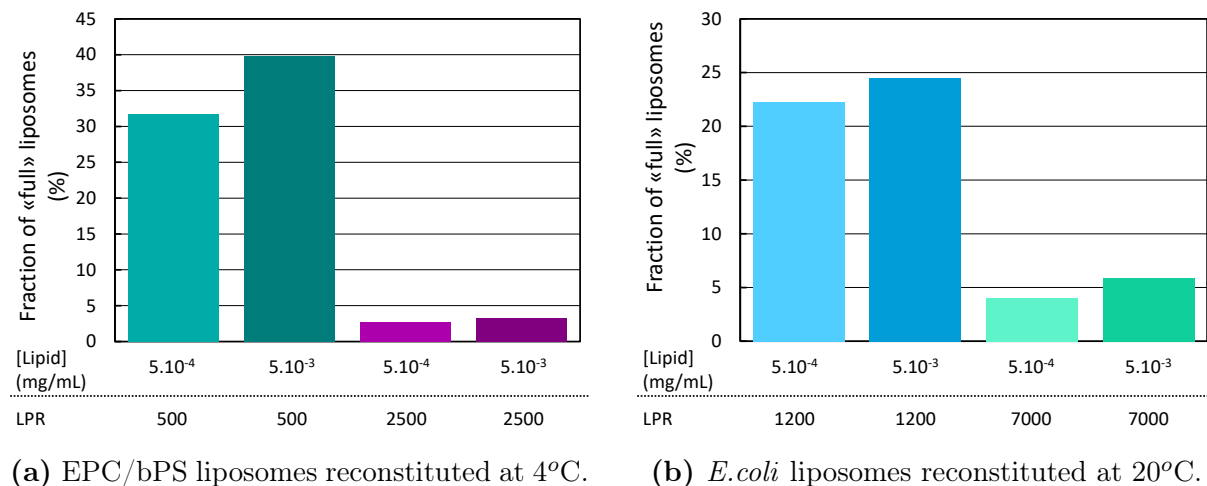 Fraction of «full» liposomes
(%)
45
40
35
30
25
20
15
10
5
0
[Lipid]
(mg/mL)
5.10-4 5.10-3 5.10-4 5.10-3
LPR 500 500 2500 2500
(a) EPC/bPS liposomes reconstituted at 4oC.
Fraction of «full» liposomes
(%)
30
25
20
15
10
5
0
[Lipid]
(mg/mL)
5.10-4 5.10-3 5.10-4 5.10-3
LPR 1200 1200 7000 7000
(b) E.coli liposomes reconstituted at 20oC.